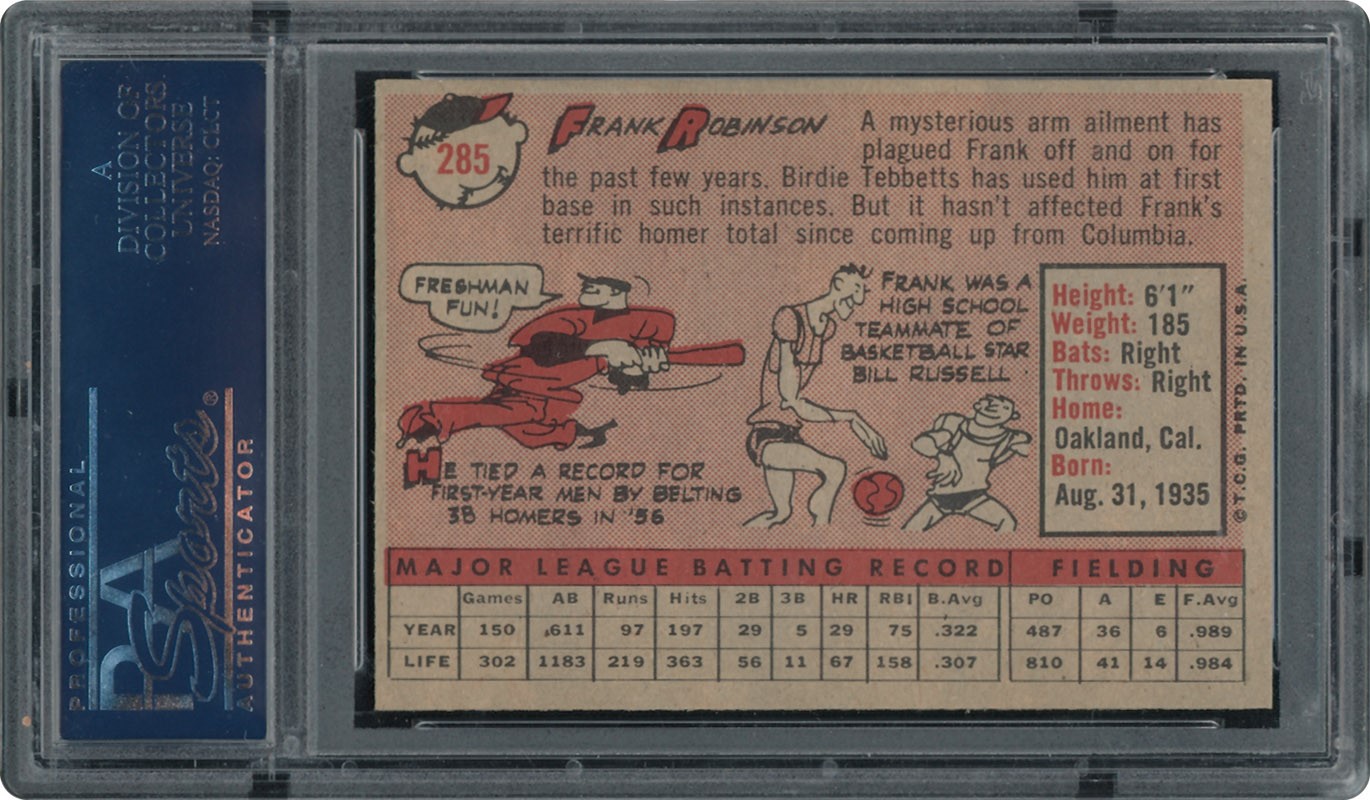 A
DIVISION OF
COLLECTORS
UNIVERSE
NASDAQ: CLCT
PROFESSIONAL
PSA
Sports®
AUTHENTICATOR
285
FRANK ROBINSON
A mysterious arm ailment has
plagued Frank off and on for
the past few years. Birdie Tebbetts has used him at first
base in such instances. But it hasn't affected Frank's
terrific homer total since coming up from Columbia.
FRESHMAN
FUN!
HE TIED A RECORD FOR
FIRST-YEAR MEN BY BELTING
38 HOMERS IN '56
FRANK WAS A
HIGH SCHOOL
TEAMMATE OF
BASKETBALL STAR
BILL RUSSELL
Height: 6'1"
Weight: 185
Bats: Right
Throws: Right
Home:
Oakland, Cal.
Born:
Aug. 31, 1935
© T.C.G. PRTD. IN U.S.A.
MAJOR LEAGUE BATTING RECORD FIELDING
Games AB Runs Hits 2B 3B HR RBI B.Avg PO A E F.Avg
YEAR 150 611 97 197 29 5 29 75 .322 487 36 6 .989
LIFE 302 1183 219 363 56 11 67 158 .307 810 41 14 .984